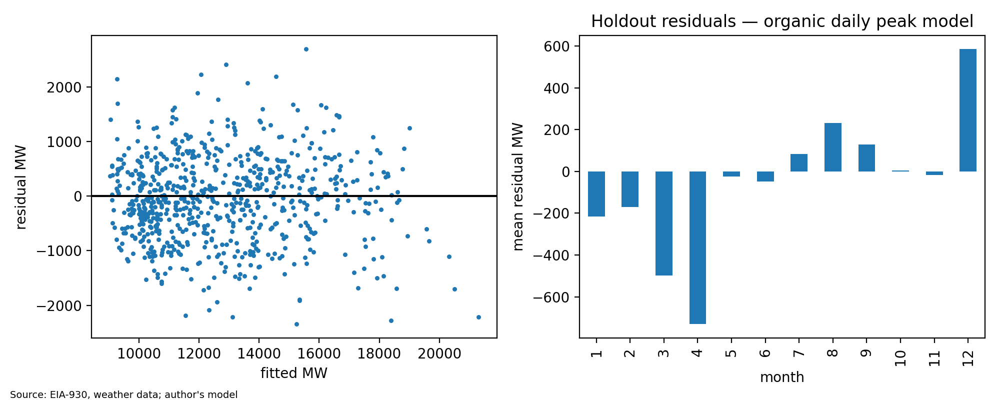 Holdout residuals — organic daily peak model
residual MW
2000
1000
0
−1000
−2000
10000 12000 14000 16000 18000 20000
fitted MW
mean residual MW
600
400
200
0
−200
−400
−600
1 2 3 4 5 6 7 8 9 10 11 12
month
Source: EIA-930, weather data; author's model